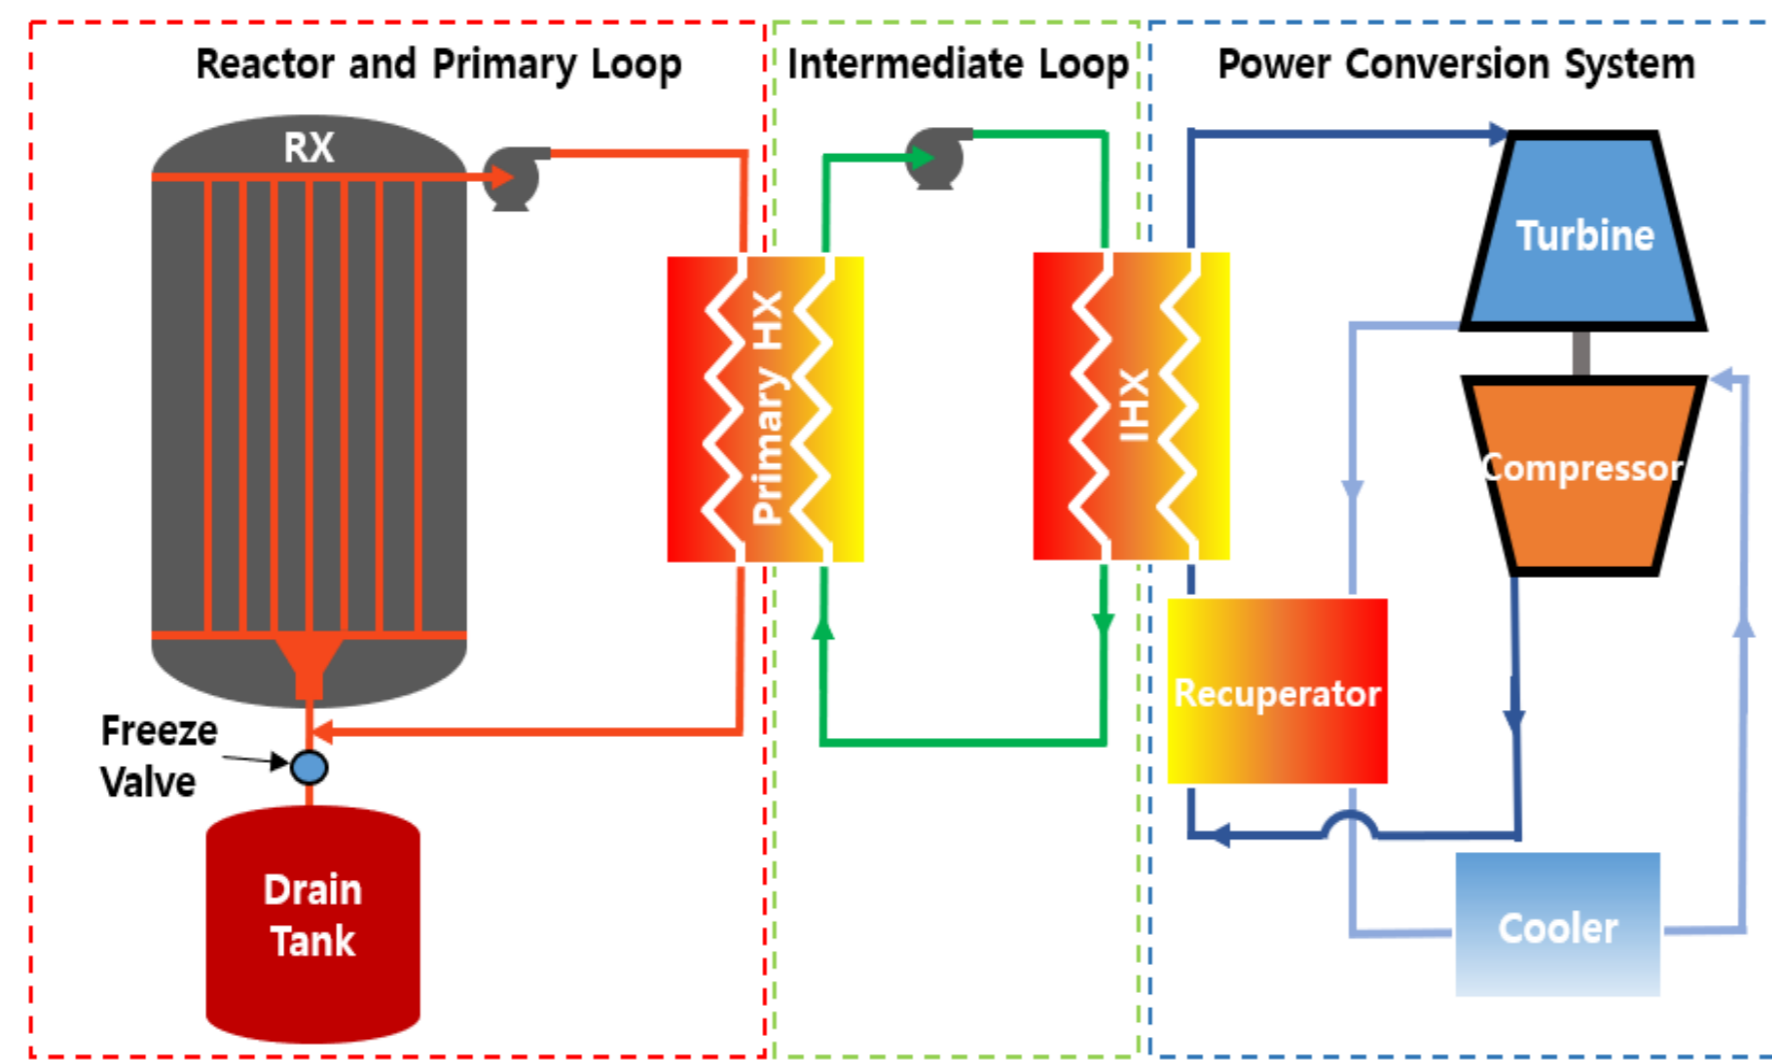 Reactor and Primary Loop
Intermediate Loop
Power Conversion System
RX
Primary HX
IHX
Turbine
Compressor
Recuperator
Freeze
Valve
Drain
Tank
Cooler